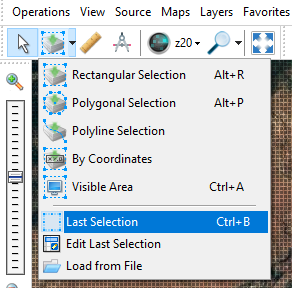 Operations View Source Maps Layers Favorites
z20
Rectangular Selection Alt+R
Polygonal Selection Alt+P
Polyline Selection
By Coordinates
Visible Area Ctrl+A
Last Selection Ctrl+B
Edit Last Selection
Load from File